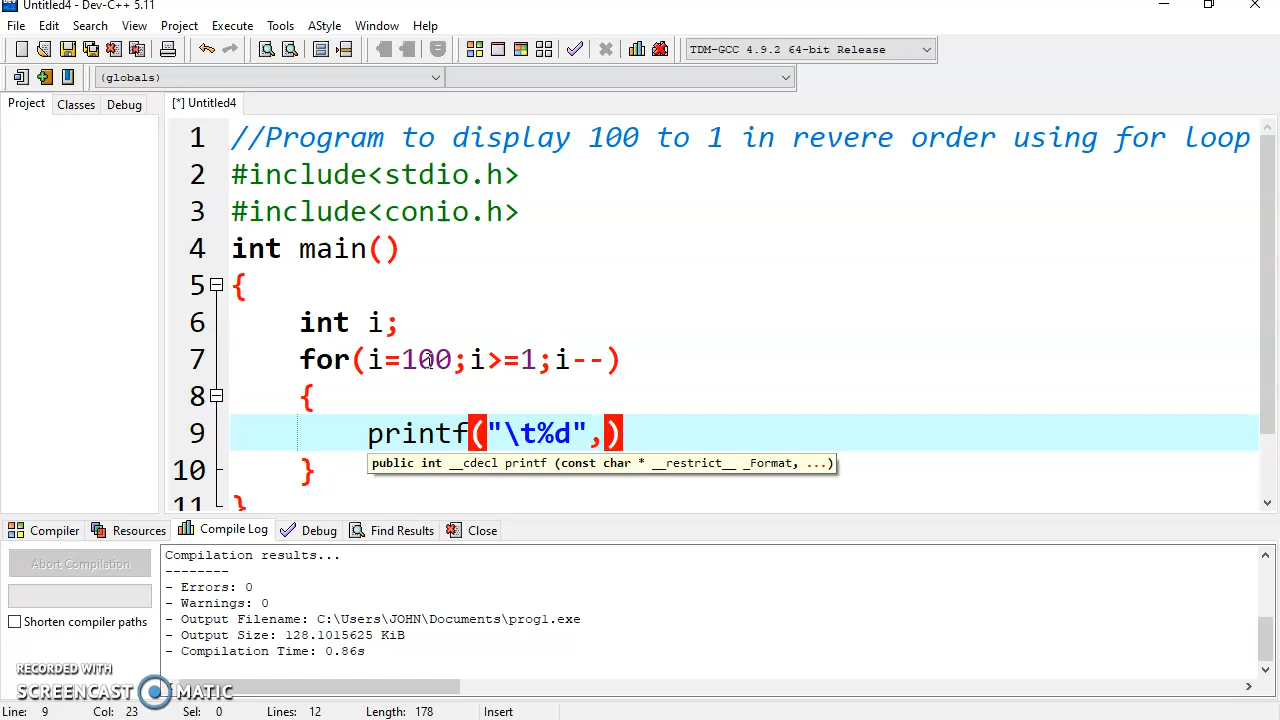 Untitled4 - Dev-C++ 5.11
File Edit Search View Project Execute Tools AStyle Window Help
TDM-GCC 4.9.2 64-bit Release
(globals)
Project Classes Debug [*] Untitled4
1 //Program to display 100 to 1 in revere order using for loop
2 #include<stdio.h>
3 #include<conio.h>
4 int main()
5 {
6 int i;
7 for(i=100;i>=1;i--)
8 {
9 printf("\t%d",)
public int __cdecl printf (const char * __restrict__ _Format, ...)
10 }
11 }
Compiler Resources Compile Log Debug Find Results Close
Abort Compilation
Shorten compiler paths
Compilation results...
--------
- Errors: 0
- Warnings: 0
- Output Filename: C:\Users\JOHN\Documents\prog1.exe
- Output Size: 128.1015625 KiB
- Compilation Time: 0.86s
RECORDED WITH
SCREENCAST MATIC
Line: 9 Col: 23 Sel: 0 Lines: 12 Length: 178 Insert